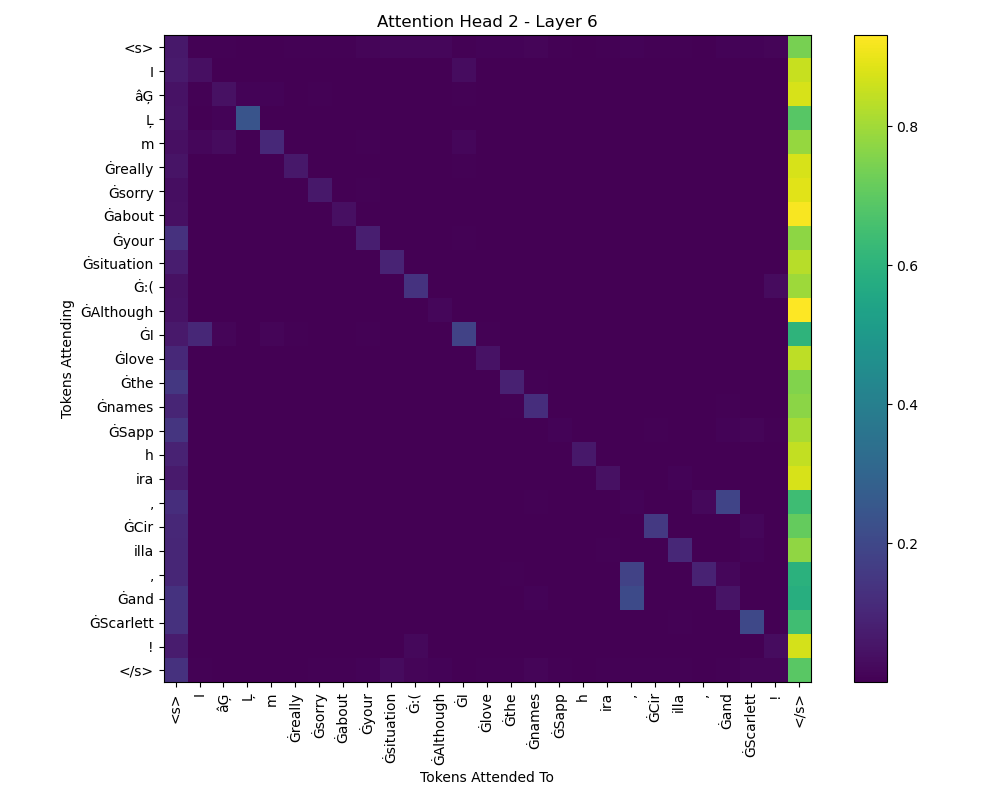 Attention Head 2 - Layer 6
Tokens Attending
<s>
I
âĢ
Ļ
m
Ġreally
Ġsorry
Ġabout
Ġyour
Ġsituation
Ġ:(
ĠAlthough
ĠI
Ġlove
Ġthe
Ġnames
ĠSapp
h
ira
,
ĠCir
illa
,
Ġand
ĠScarlett
!
</s>
<s>
I
âĢ
Ļ
m
Ġreally
Ġsorry
Ġabout
Ġyour
Ġsituation
Ġ:(
ĠAlthough
ĠI
Ġlove
Ġthe
Ġnames
ĠSapp
h
ira
,
ĠCir
illa
,
Ġand
ĠScarlett
!
</s>
Tokens Attended To
0.8
0.6
0.4
0.2